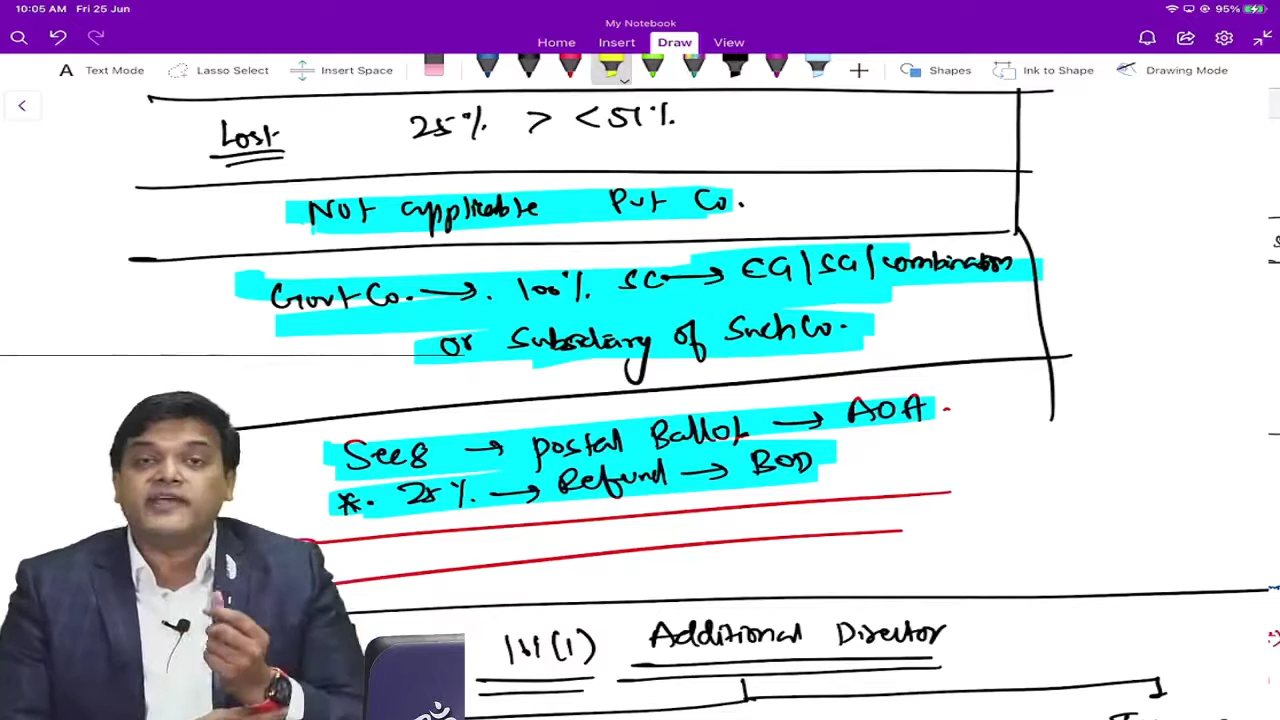 10:05 AM Fri 25 Jun
95%
My Notebook
Home Insert Draw View
Text Mode Lasso Select Insert Space Shapes Ink to Shape Drawing Mode
Lost 25% > < 51%
Not applicable Pvt Co.
Govt Co. → 100% SC → CG/SG/combination
or Subsidiary of Such Co.
Sec 8 → postal Ballot → AOA.
*. 25% → Refund → BOD
161(1) Additional Director